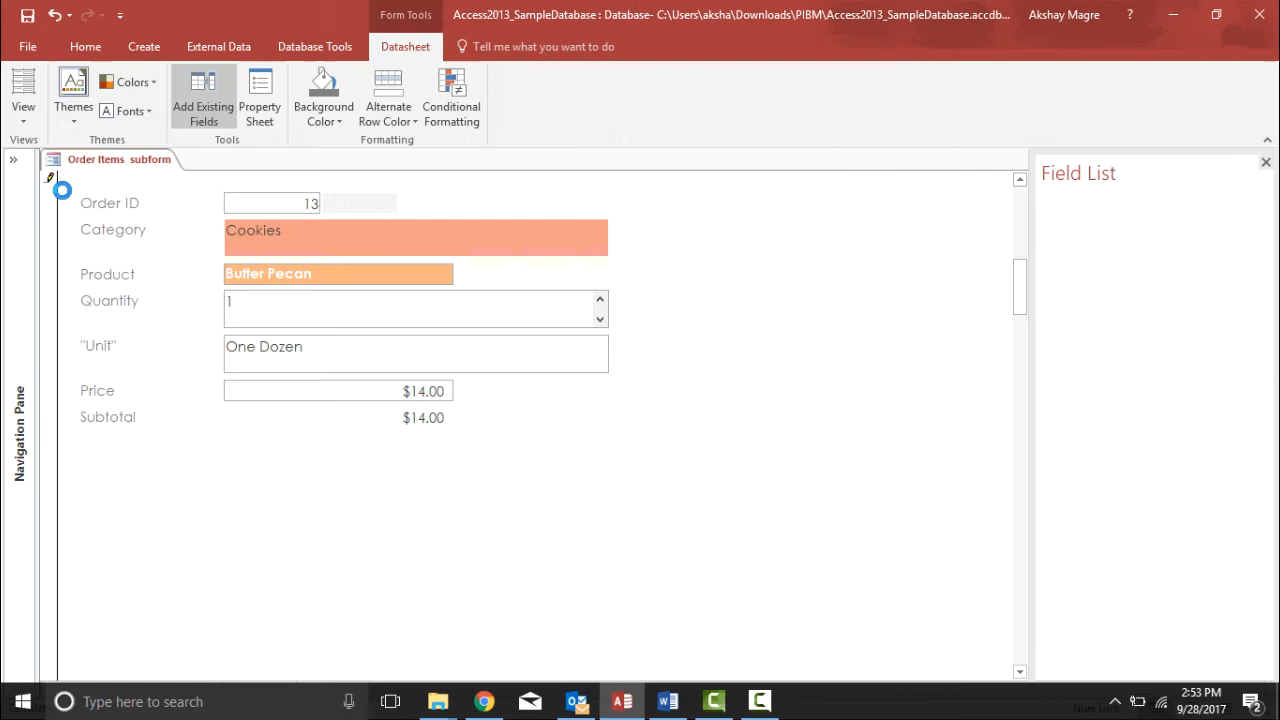 Form Tools
Access2013_SampleDatabase : Database- C:\Users\aksha\Downloads\PIBM\Access2013_SampleDatabase.accdb...
Akshay Magre
?
File
Home
Create
External Data
Database Tools
Datasheet
Tell me what you want to do
View
Themes
Aa
Colors
A Fonts
Add Existing Fields
Property Sheet
Background Color
Alternate Row Color
Conditional Formatting
Views
Themes
Tools
Formatting
Order Items subform
Field List
Navigation Pane
Order ID 13
Category Cookies
Product Butter Pecan
Quantity 1
"Unit" One Dozen
Price $14.00
Subtotal $14.00
Type here to search
2:53 PM
9/28/2017
2
Num Lock